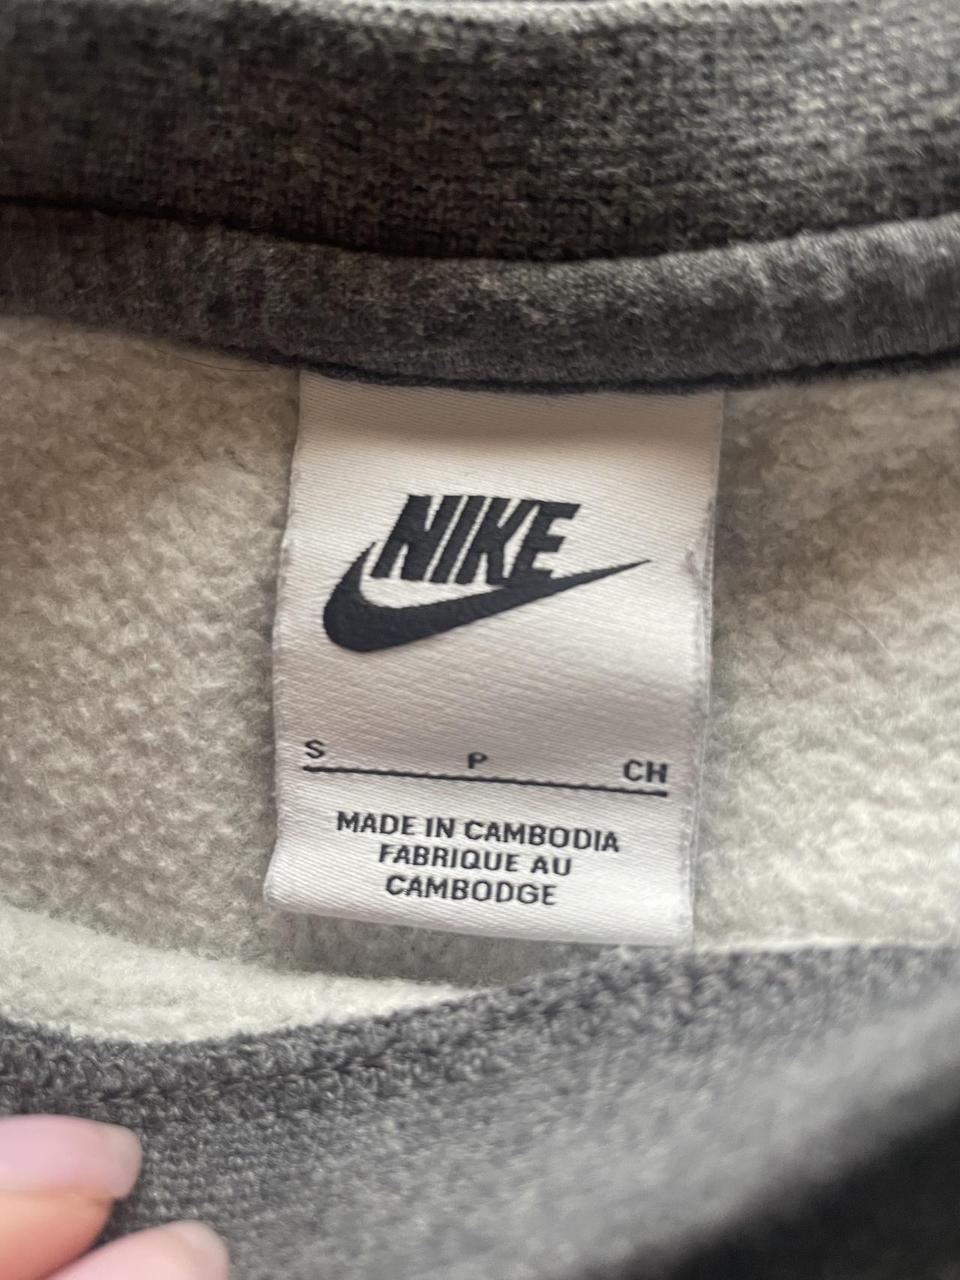 NIKE
S P CH
MADE IN CAMBODIA
FABRIQUE AU
CAMBODGE